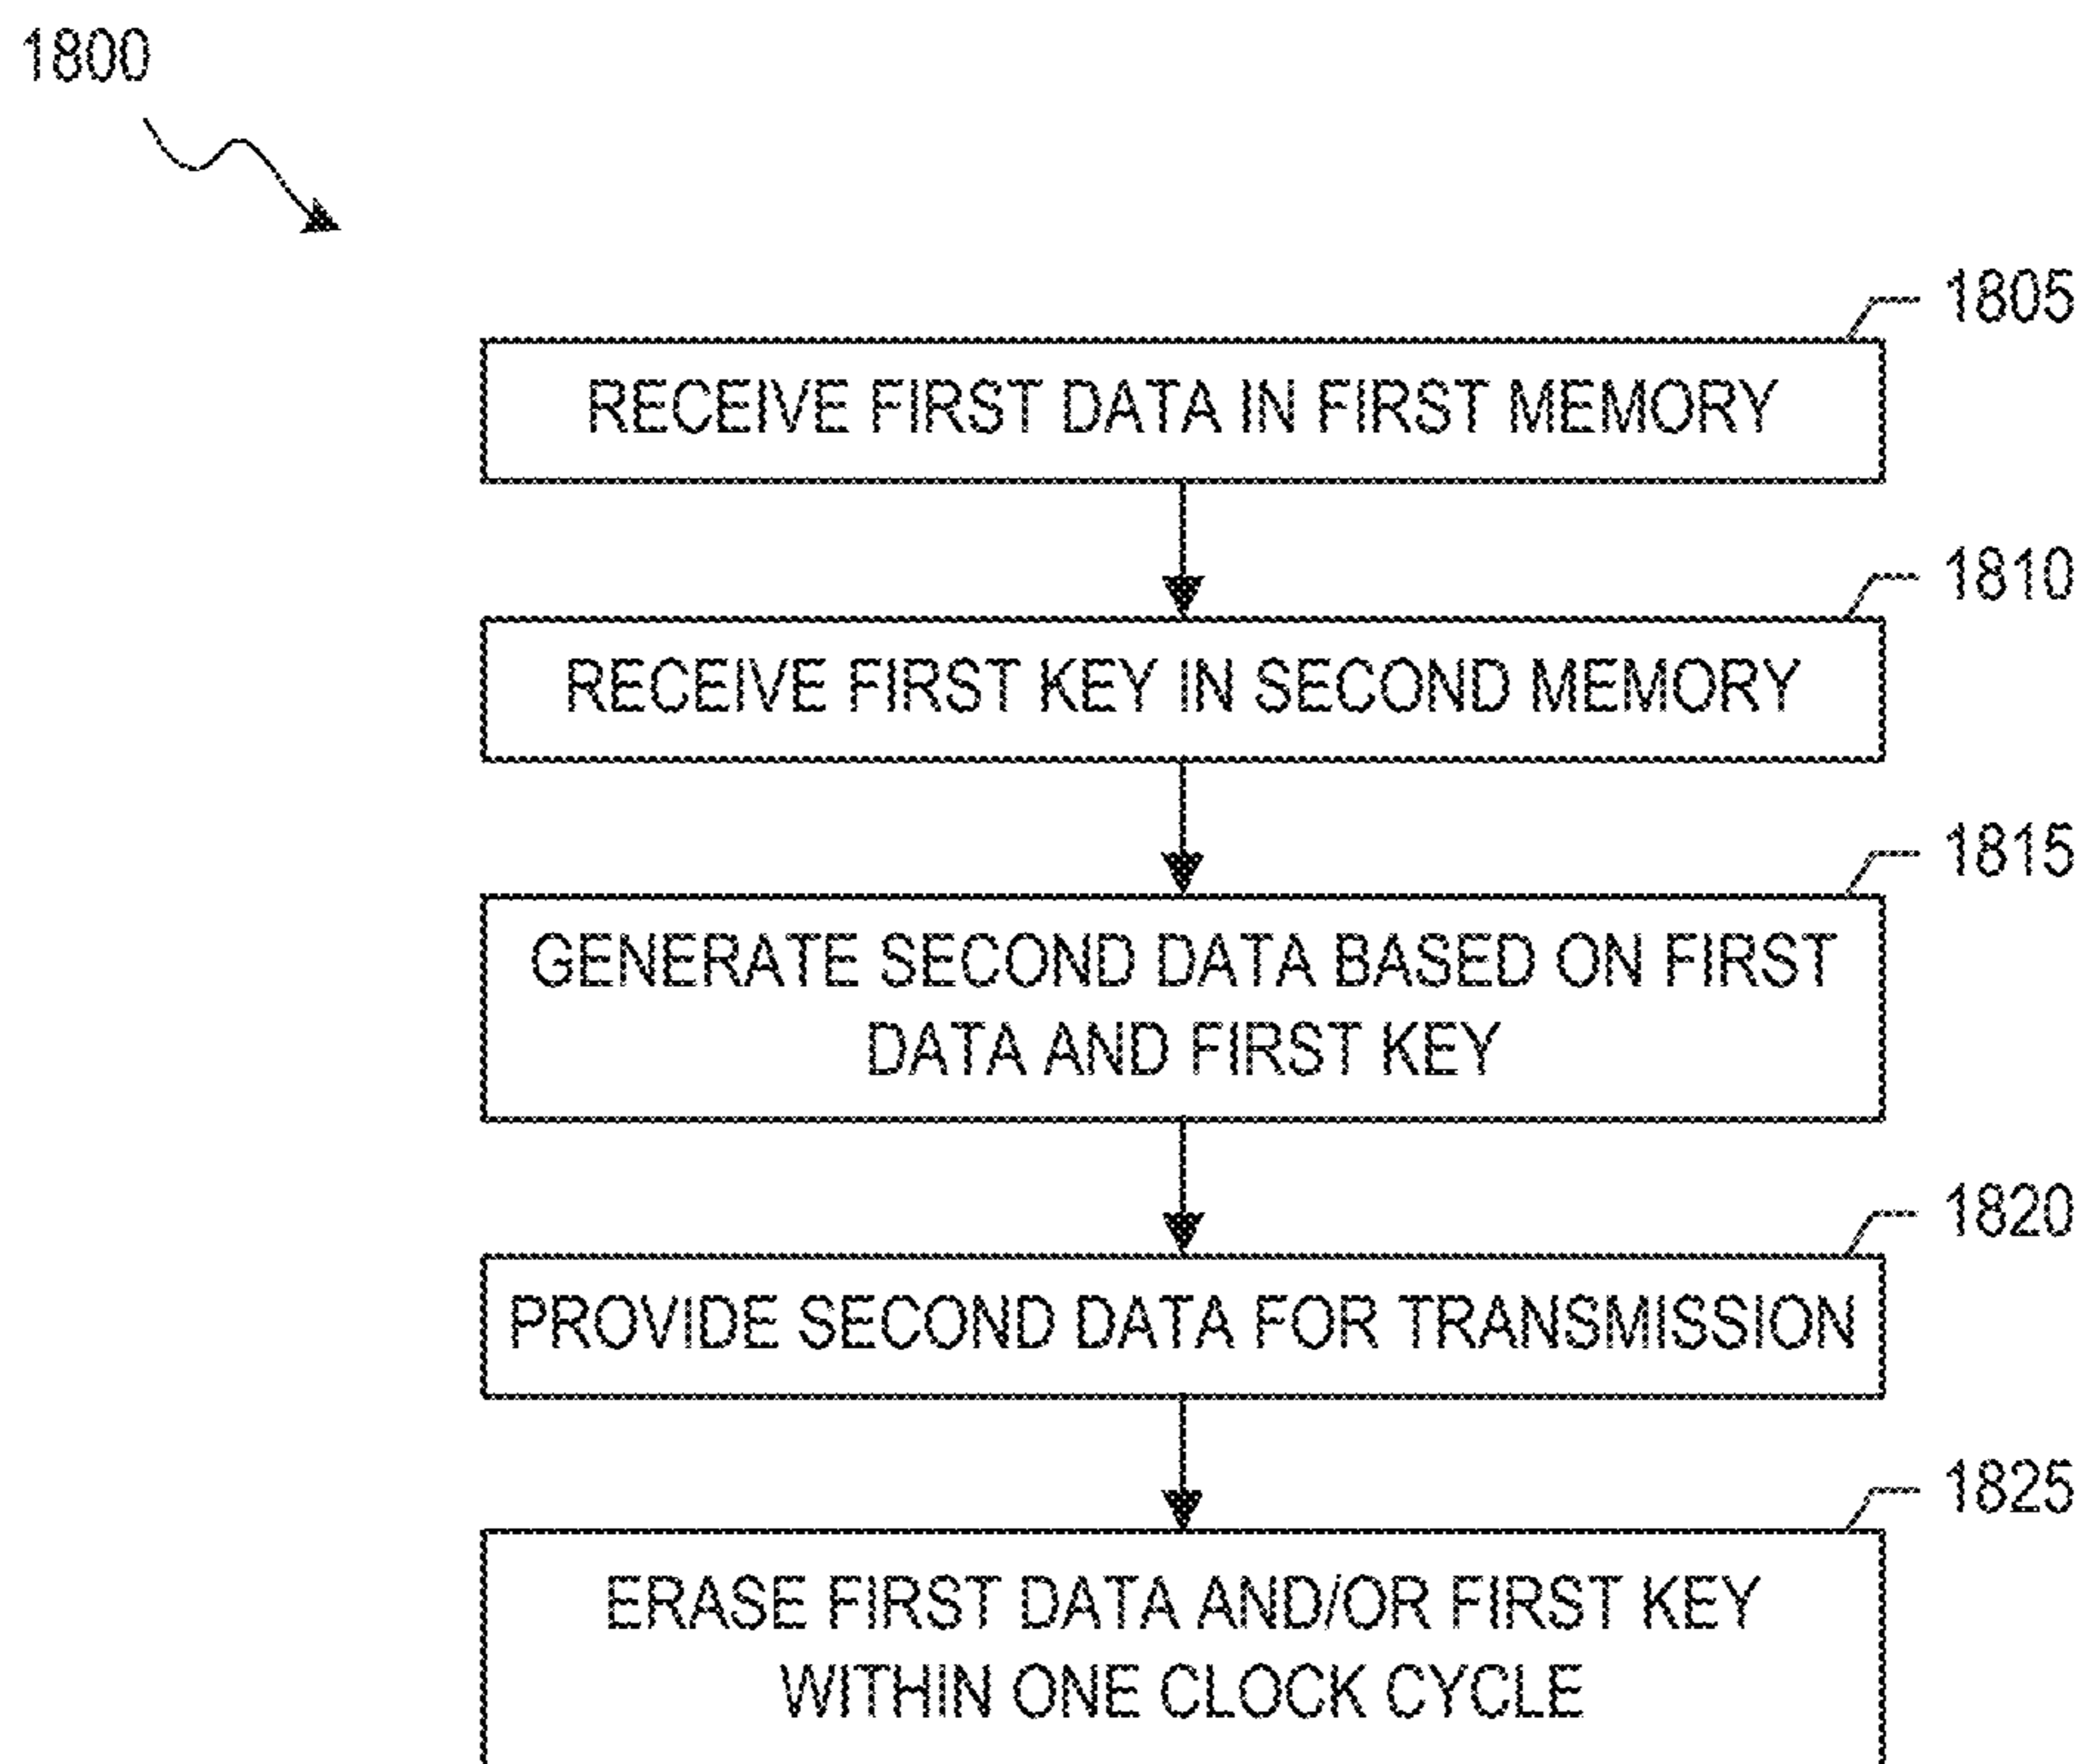 1800
1805
RECEIVE FIRST DATA IN FIRST MEMORY
1810
RECEIVE FIRST KEY IN SECOND MEMORY
1815
GENERATE SECOND DATA BASED ON FIRST
DATA AND FIRST KEY
1820
PROVIDE SECOND DATA FOR TRANSMISSION
1825
ERASE FIRST DATA AND/OR FIRST KEY
WITHIN ONE CLOCK CYCLE